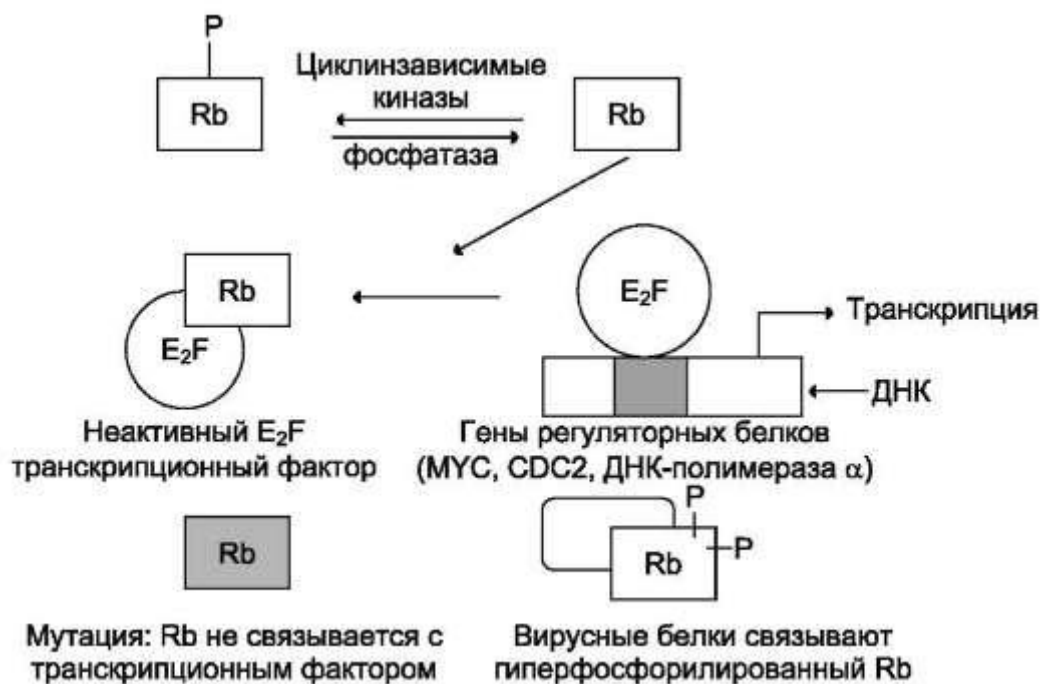 P
Rb
Циклинзависимые
киназы
фосфатаза
Rb
Rb
E₂F
E₂F
Транскрипция
ДНК
Неактивный E₂F
транскрипционный фактор
Гены регуляторных белков
(MYC, CDC2, ДНК-полимераза α)
Rb
P
P
Rb
Мутация: Rb не связывается с
транскрипционным фактором
Вирусные белки связывают
гиперфосфорилированный Rb